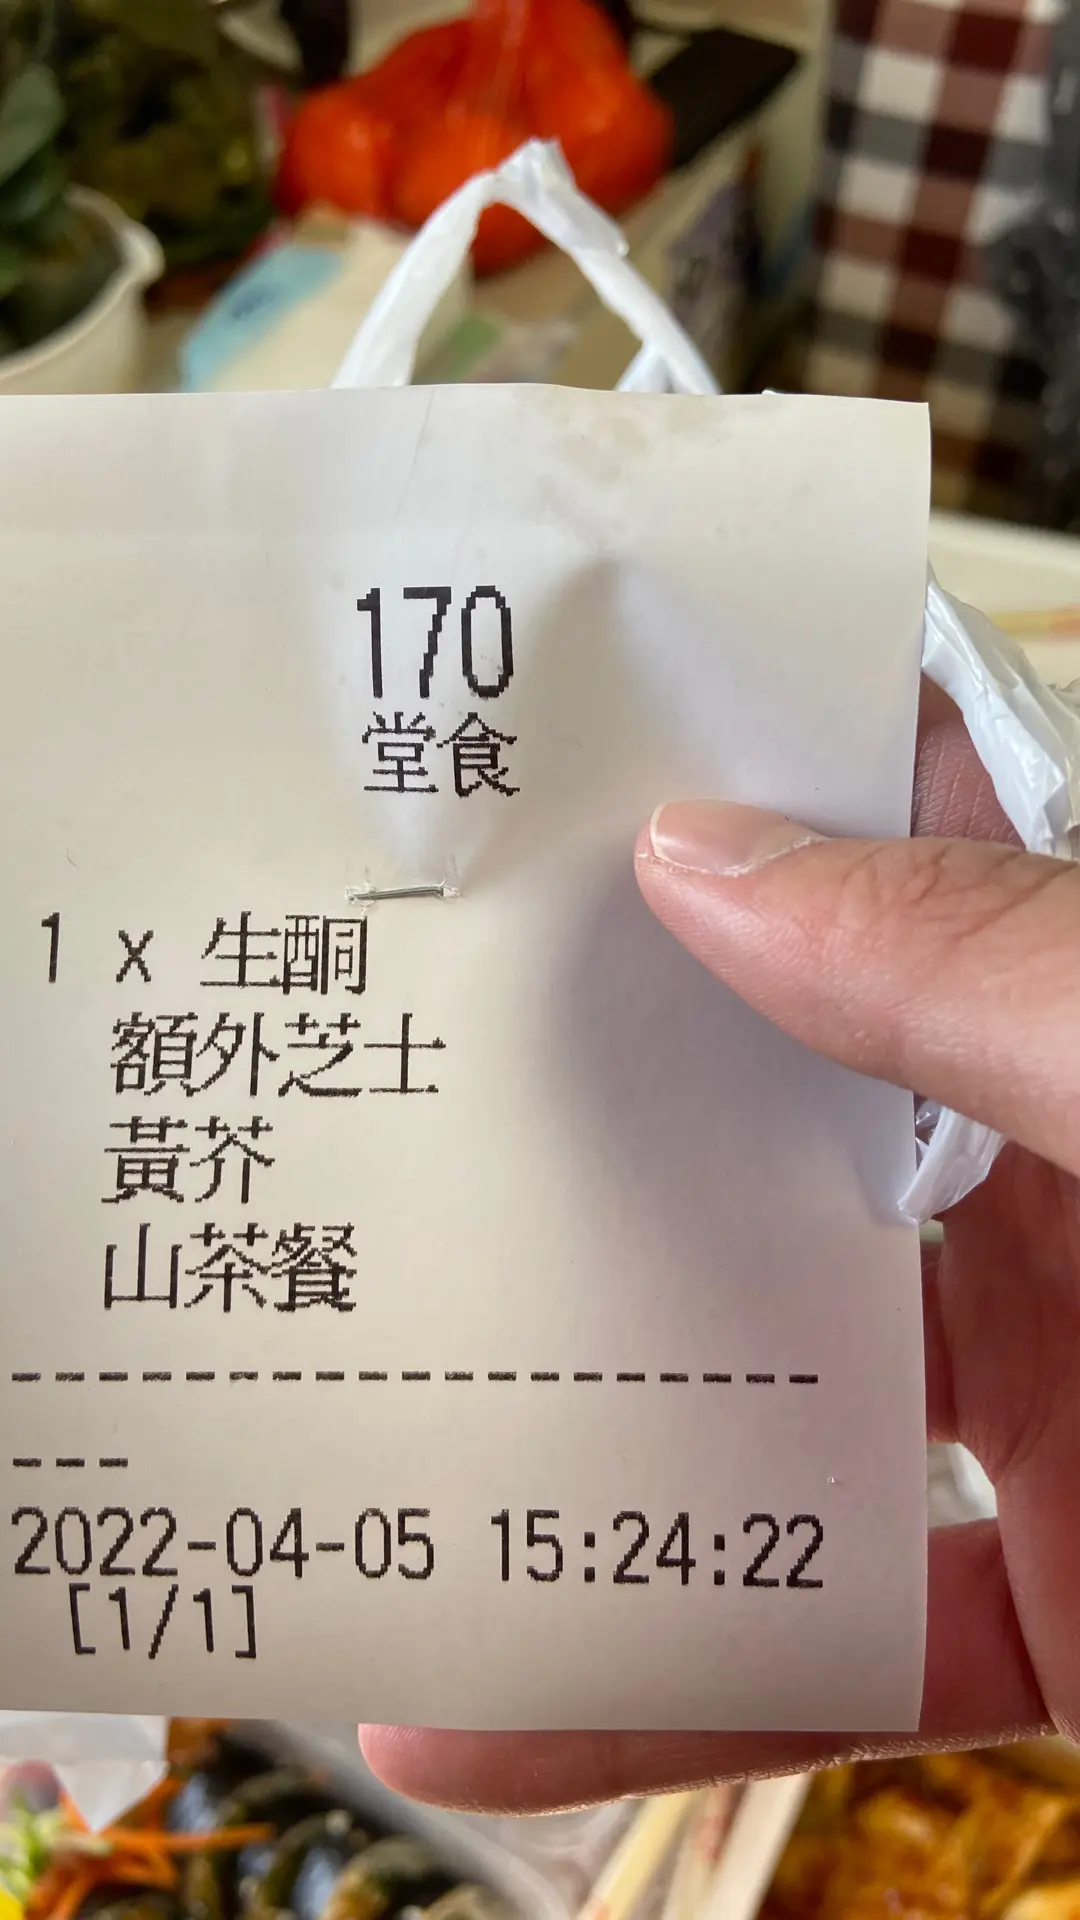 170
堂食
1 x 生酮
額外芝士
黃芥
山茶餐
---------------------
---
2022-04-05 15:24:22
[1/1]